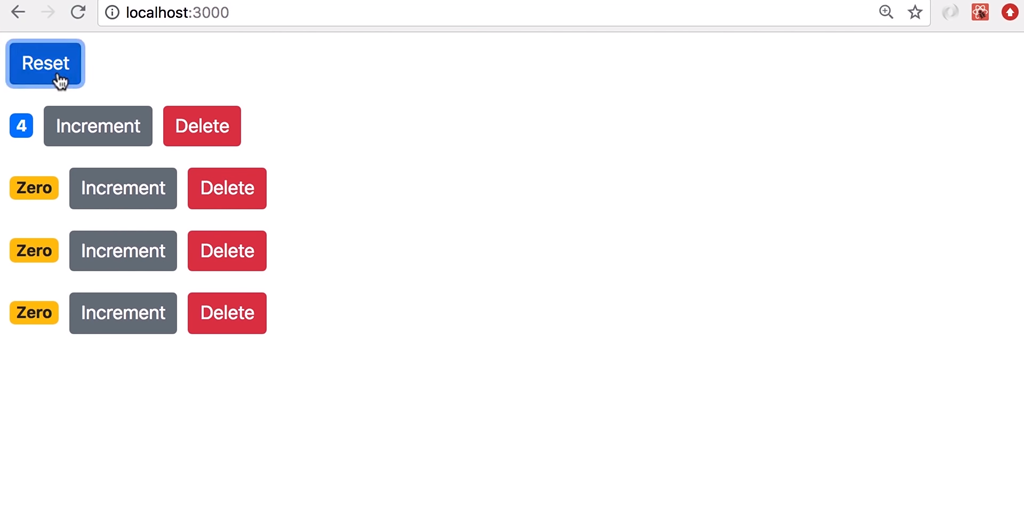 localhost:3000
Reset
4 Increment Delete
Zero Increment Delete
Zero Increment Delete
Zero Increment Delete